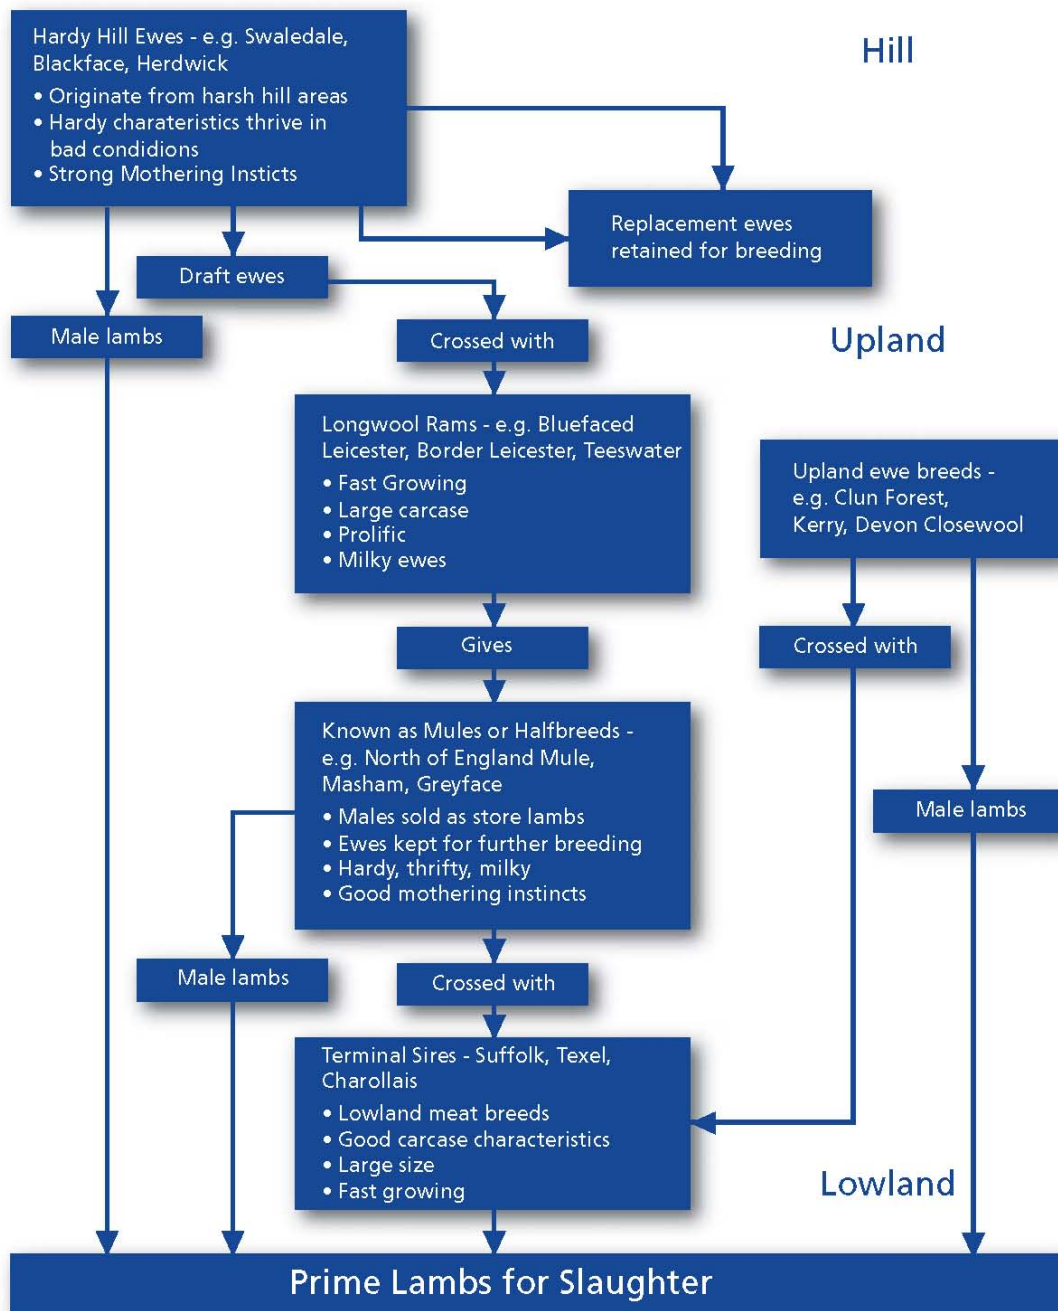 Hardy Hill Ewes - e.g. Swaledale,
Blackface, Herdwick
• Originate from harsh hill areas
• Hardy charateristics thrive in
bad condidions
• Strong Mothering Insticts
Hill
Replacement ewes
retained for breeding
Draft ewes
Male lambs
Crossed with
Upland
Longwool Rams - e.g. Bluefaced
Leicester, Border Leicester, Teeswater
• Fast Growing
• Large carcase
• Prolific
• Milky ewes
Upland ewe breeds -
e.g. Clun Forest,
Kerry, Devon Closewool
Gives
Crossed with
Known as Mules or Halfbreeds -
e.g. North of England Mule,
Masham, Greyface
• Males sold as store lambs
• Ewes kept for further breeding
• Hardy, thrifty, milky
• Good mothering instincts
Male lambs
Male lambs
Crossed with
Terminal Sires - Suffolk, Texel,
Charollais
• Lowland meat breeds
• Good carcase characteristics
• Large size
• Fast growing
Lowland
Prime Lambs for Slaughter